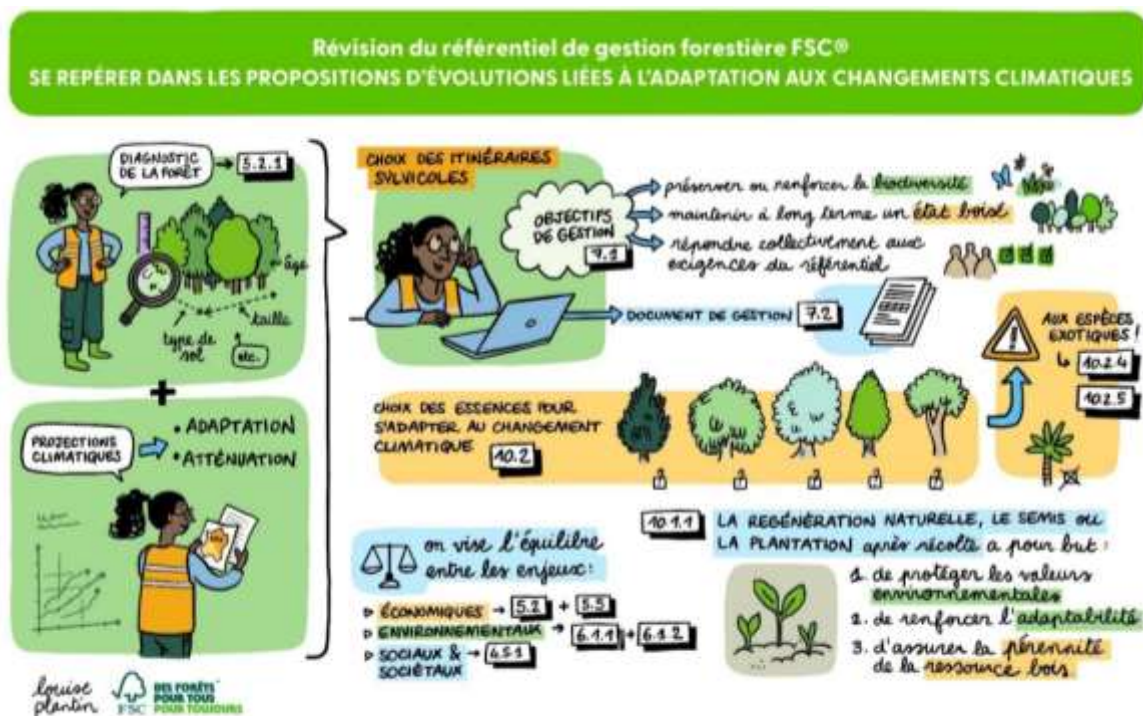 Révision du référentiel de gestion forestière FSC®
SE REPÉRER DANS LES PROPOSITIONS D'ÉVOLUTIONS LIÉES À L'ADAPTATION AUX CHANGEMENTS CLIMATIQUES
DIAGNOSTIC
DE LA FORÊT
5.2.1
âge
taille
type de
sol
etc.
+
PROJECTIONS
CLIMATIQUES
• ADAPTATION
• ATTÉNUATION
CHOIX DES ITINÉRAIRES
SYLVICOLES
OBJECTIFS
DE GESTION
7.1
préserver ou renforcer la biodiversité
maintenir à long terme un état boisé
répondre collectivement aux
exigences du référentiel
DOCUMENT DE GESTION 7.2
CHOIX DES ESSENCES POUR
S'ADAPTER AU CHANGEMENT
CLIMATIQUE 10.2
? ? ? ? ?
AUX ESPÈCES
EXOTIQUES !
10.2.4
10.2.5
on vise l'équilibre
entre les enjeux :
ÉCONOMIQUES → 5.2 + 5.5
ENVIRONNEMENTAUX → 6.1.1 + 6.1.2
SOCIAUX & → 4.5.1
SOCIÉTAUX
10.1.1 LA REGÉNÉRATION NATURELLE, LE SEMIS OU
LA PLANTATION après récolte a pour but :
1. de protéger les valeurs
environnementales
2. de renforcer l'adaptabilité
3. d'assurer la pérennité
de la ressource bois
louise
plantin
FSC
DES FORÊTS
POUR TOUS
POUR TOUJOURS